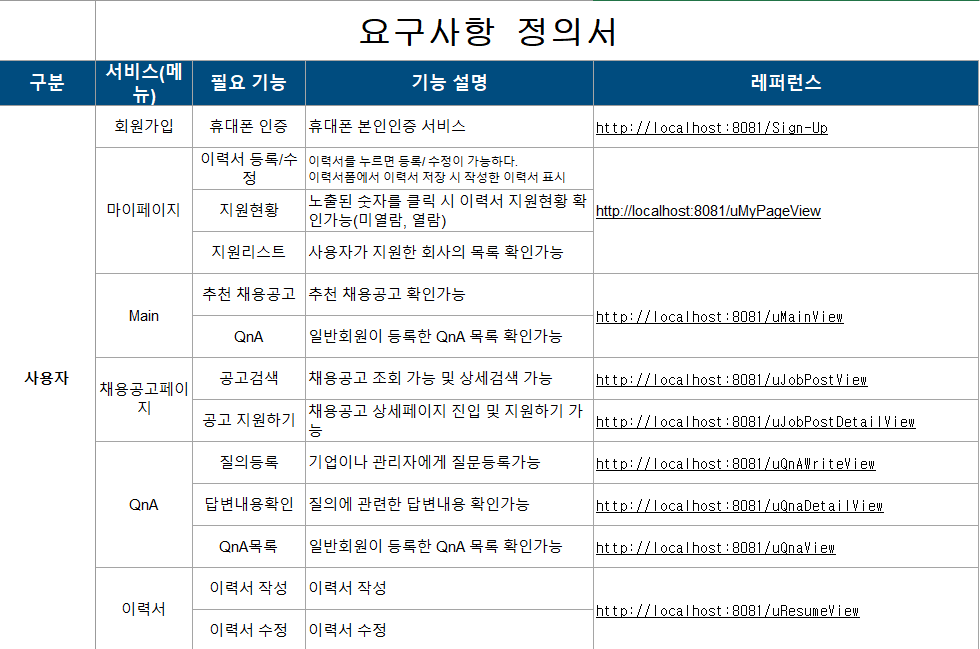 요구사항 정의서
구분
서비스(메
뉴)
필요 기능
기능 설명
레퍼런스
사용자
회원가입
휴대폰 인증
휴대폰 본인인증 서비스
http://localhost:8081/Sign-Up
마이페이지
이력서 등록/수
정
이력서를 누르면 등록/ 수정이 가능하다.
이력서폼에서 이력서 저장 시 작성한 이력서 표시
http://localhost:8081/uMyPageView
지원현황
노출된 숫자를 클릭 시 이력서 지원현황 확
인가능(미열람, 열람)
지원리스트
사용자가 지원한 회사의 목록 확인가능
Main
추천 채용공고
추천 채용공고 확인가능
http://localhost:8081/uMainView
QnA
일반회원이 등록한 QnA 목록 확인가능
채용공고페이
지
공고검색
채용공고 조회 가능 및 상세검색 가능
http://localhost:8081/uJobPostView
공고 지원하기
채용공고 상세페이지 진입 및 지원하기 가
능
http://localhost:8081/uJobPostDetailView
QnA
질의등록
기업이나 관리자에게 질문등록가능
http://localhost:8081/uQnAWriteView
답변내용확인
질의에 관련한 답변내용 확인가능
http://localhost:8081/uQnaDetailView
QnA목록
일반회원이 등록한 QnA 목록 확인가능
http://localhost:8081/uQnaView
이력서
이력서 작성
이력서 작성
http://localhost:8081/uResumeView
이력서 수정
이력서 수정